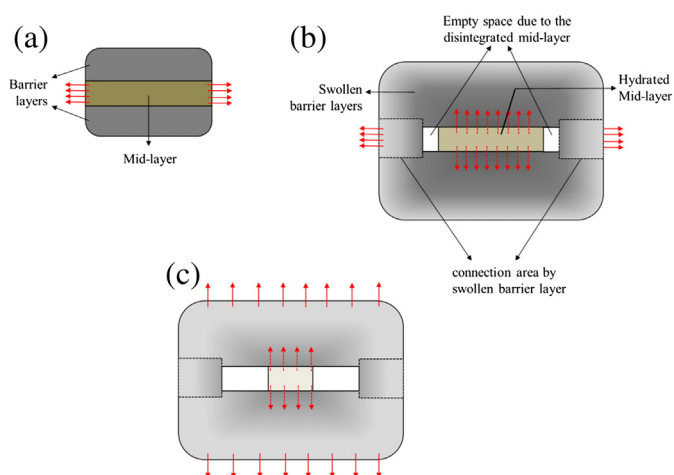 (a)
Barrier
layers
Mid-layer
(b)
Empty space due to the
disintegrated mid-layer
Swollen
barrier layers
Hydrated
Mid-layer
connection area by
swollen barrier layer
(c)